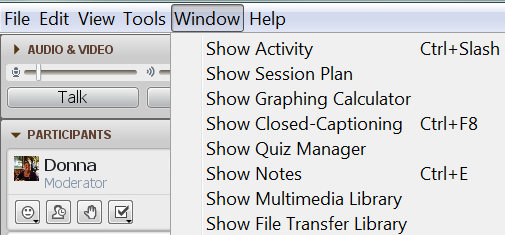 File Edit View Tools Window Help
AUDIO & VIDEO
Talk
PARTICIPANTS
Donna
Moderator
Show Activity Ctrl+Slash
Show Session Plan
Show Graphing Calculator
Show Closed-Captioning Ctrl+F8
Show Quiz Manager
Show Notes Ctrl+E
Show Multimedia Library
Show File Transfer Library